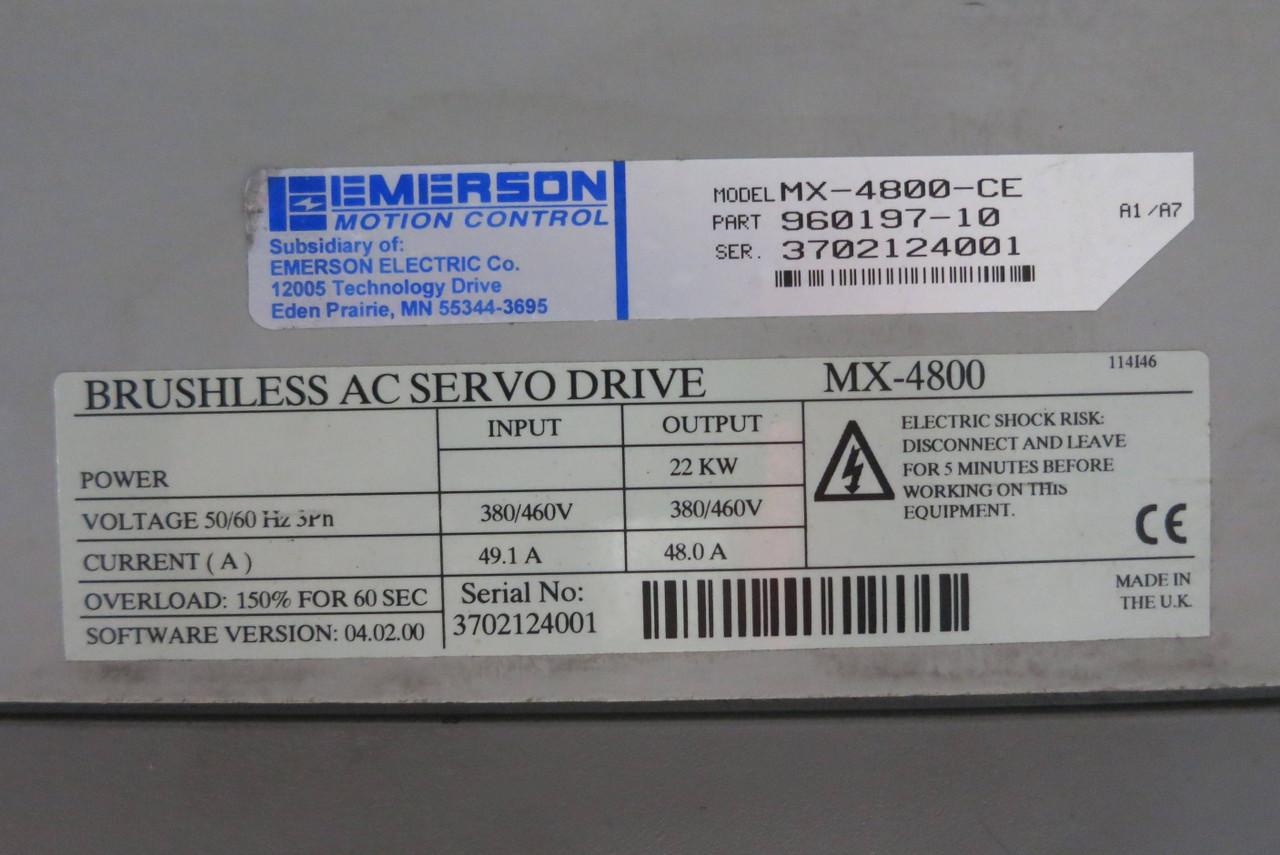 EMERSON
MOTION CONTROL
Subsidiary of:
EMERSON ELECTRIC Co.
12005 Technology Drive
Eden Prairie, MN 55344-3695
MODEL MX-4800-CE
PART 960197-10
SER. 3702124001
A1/A7
BRUSHLESS AC SERVO DRIVE MX-4800 114I46
INPUT OUTPUT
POWER 22 KW
VOLTAGE 50/60 Hz 3Ph 380/460V 380/460V
CURRENT ( A ) 49.1 A 48.0 A
OVERLOAD: 150% FOR 60 SEC
SOFTWARE VERSION: 04.02.00
Serial No:
3702124001
ELECTRIC SHOCK RISK:
DISCONNECT AND LEAVE
FOR 5 MINUTES BEFORE
WORKING ON THIS
EQUIPMENT.
CE
MADE IN
THE U.K.